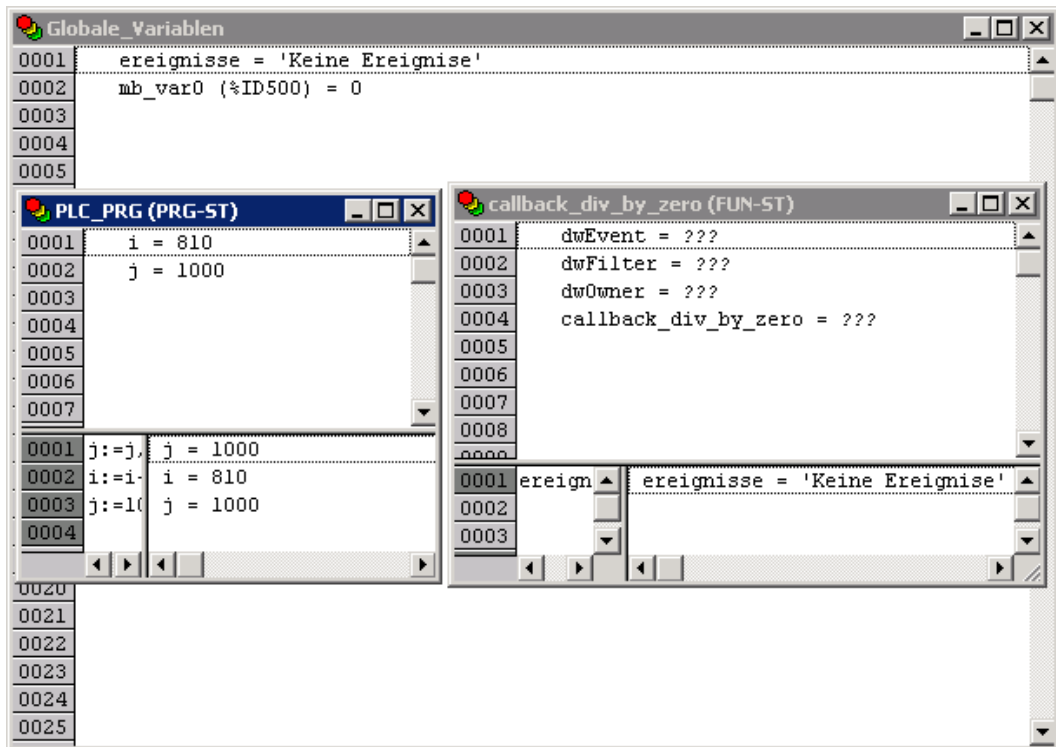 Globale_Variablen
0001 ereignisse = 'Keine Ereignise'
0002 mb_var0 (%ID500) = 0
0003
0004
0005
PLC_PRG (PRG-ST)
0001 i = 810
0002 j = 1000
0003
0004
0005
0006
0007
0001 j:=j, j = 1000
0002 i:=i- i = 810
0003 j:=10 j = 1000
0004
callback_div_by_zero (FUN-ST)
0001 dwEvent = ???
0002 dwFilter = ???
0003 dwOwner = ???
0004 callback_div_by_zero = ???
0005
0006
0007
0008
0001 ereign ereignisse = 'Keine Ereignise'
0002
0003
0020
0021
0022
0023
0024
0025